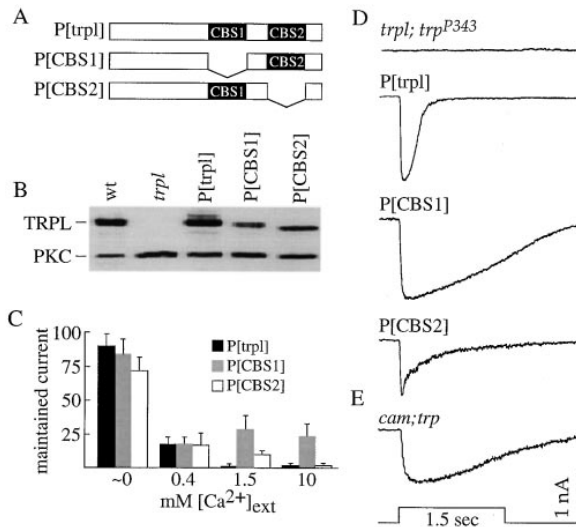 A
P[trpl] CBS1 CBS2
P[CBS1] CBS2
P[CBS2] CBS1
B
wt trpl P[trpl] P[CBS1] P[CBS2]
TRPL –
PKC –
C
maintained current
100
75
50
25
P[trpl]
P[CBS1]
P[CBS2]
~0 0.4 1.5 10
mM [Ca2+]ext
D
trpl; trpP343
P[trpl]
P[CBS1]
P[CBS2]
E
cam;trp
1.5 sec
1 nA